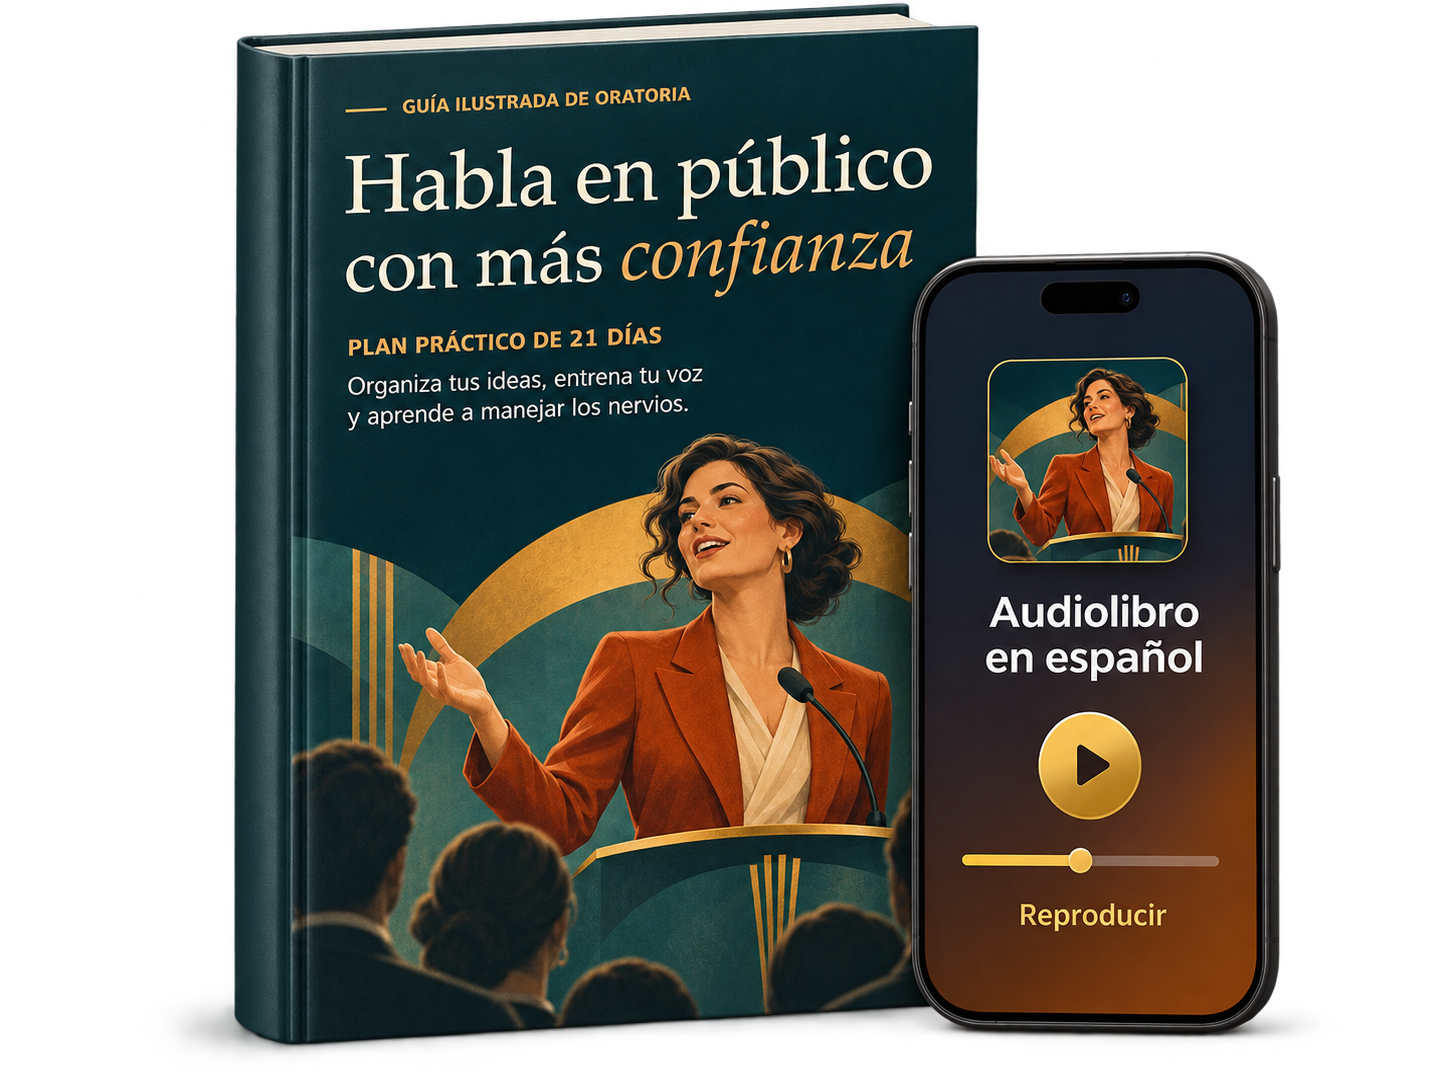 GUÍA ILUSTRADA DE ORATORIA
Habla en público
con más confianza
PLAN PRÁCTICO DE 21 DÍAS
Organiza tus ideas, entrena tu voz
y aprende a manejar los nervios.
Audiolibro
en español
Reproducir